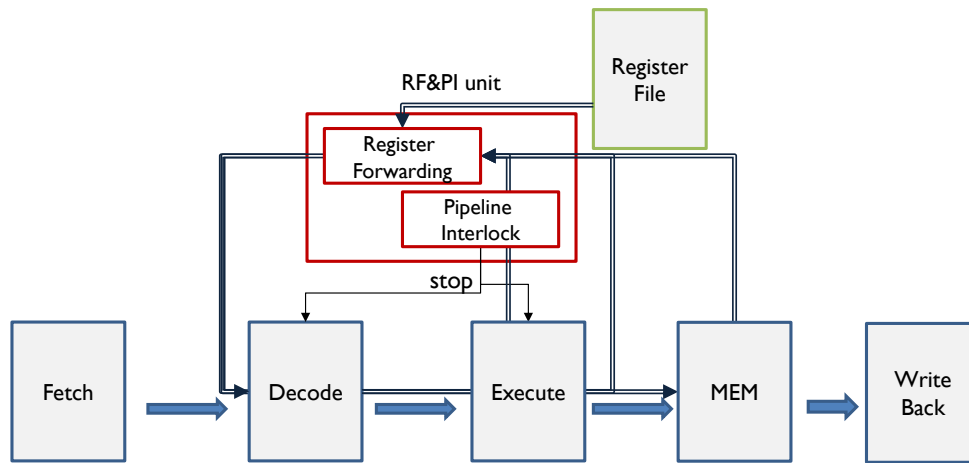 Register
File
RF&PI unit
Register
Forwarding
Pipeline
Interlock
stop
Fetch
Decode
Execute
MEM
Write
Back